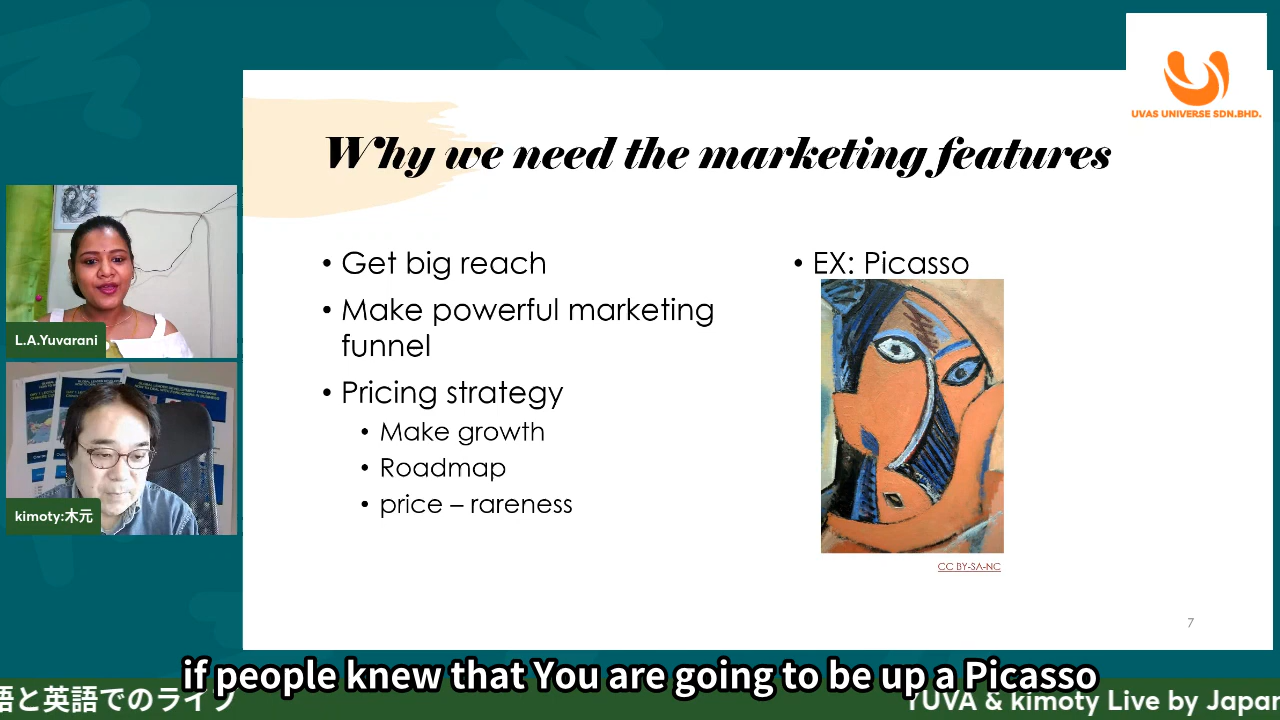 UVAS UNIVERSE SDN.BHD.
Why we need the marketing features
• Get big reach
• Make powerful marketing
funnel
• Pricing strategy
• Make growth
• Roadmap
• price – rareness
• EX: Picasso
CC BY-SA-NC
7
L.A.Yuvarani
kimoty:木元
if people knew that You are going to be up a Picasso
語と英語でのライブ
YUVA & kimoty Live by Japan